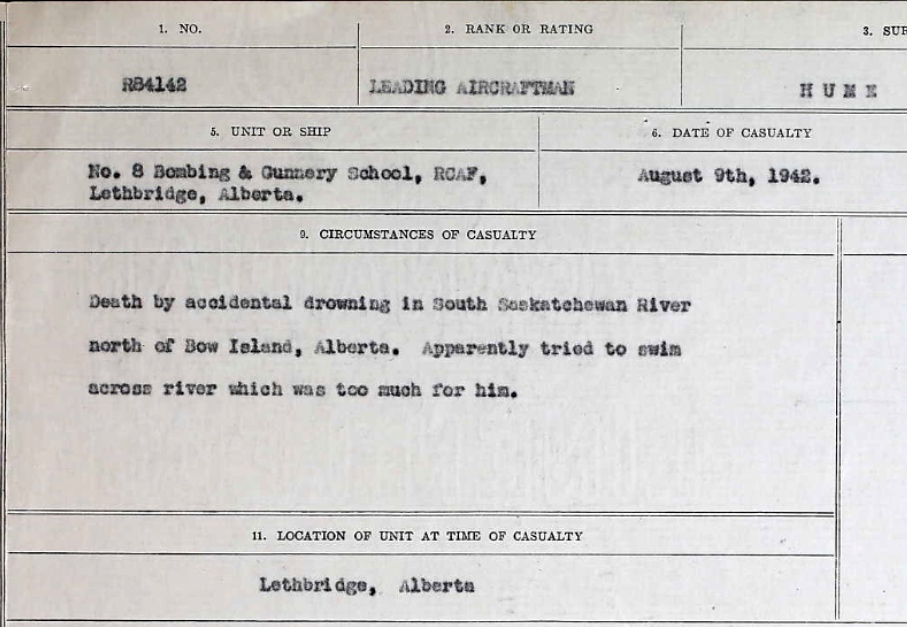 1. NO.
2. RANK OR RATING
3. SUR
R84142
LEADING AIRCRAFTMAN
H U M E
5. UNIT OR SHIP
6. DATE OF CASUALTY
No. 8 Bombing & Gunnery School, RCAF,
Lethbridge, Alberta.
August 9th, 1942.
9. CIRCUMSTANCES OF CASUALTY
Death by accidental drowning in South Saskatchewan River
north of Bow Island, Alberta. Apparently tried to swim
across river which was too much for him.
11. LOCATION OF UNIT AT TIME OF CASUALTY
Lethbridge, Alberta